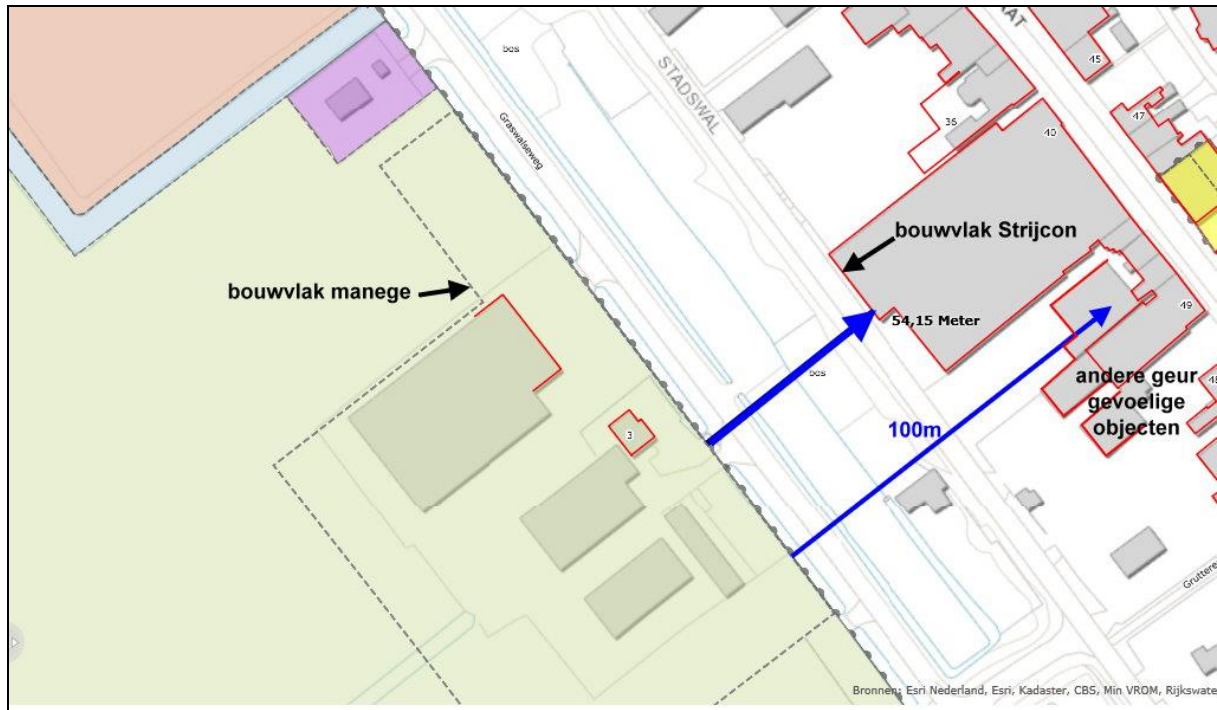 bos
AAT
45
STADSWAL
47
36
40
Graswalseweg
bouwvlak Strijcon
bouwvlak manege
54,15 Meter
49
bos
andere geur
gevoelige
objecten
100m
3
Bronnen: Esri Nederland, Esri, Kadaster, CBS, Min VROM, Rijkswate